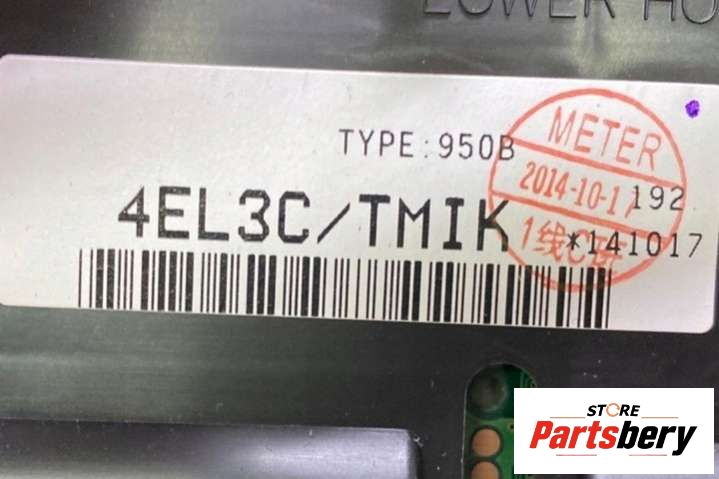 LOWER HO
TYPE:950B
METER
2014-10-17
192
4EL3C/TMIK
1线C班
*141017
STORE
Partsbery